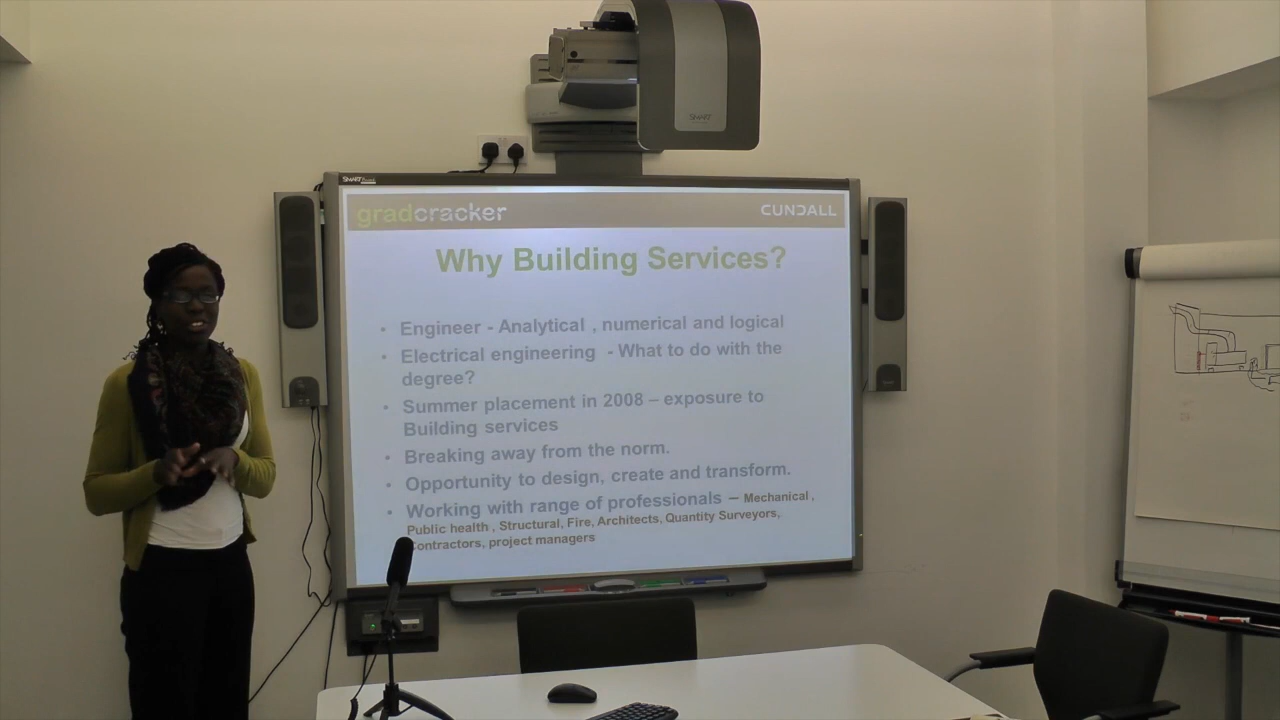 SMART
SMART Board
gradcracker
CUNDALL
Why Building Services?
• Engineer - Analytical , numerical and logical
• Electrical engineering - What to do with the
degree?
• Summer placement in 2008 – exposure to
Building services
• Breaking away from the norm.
• Opportunity to design, create and transform.
• Working with range of professionals – Mechanical ,
Public health , Structural, Fire, Architects, Quantity Surveyors,
Contractors, project managers